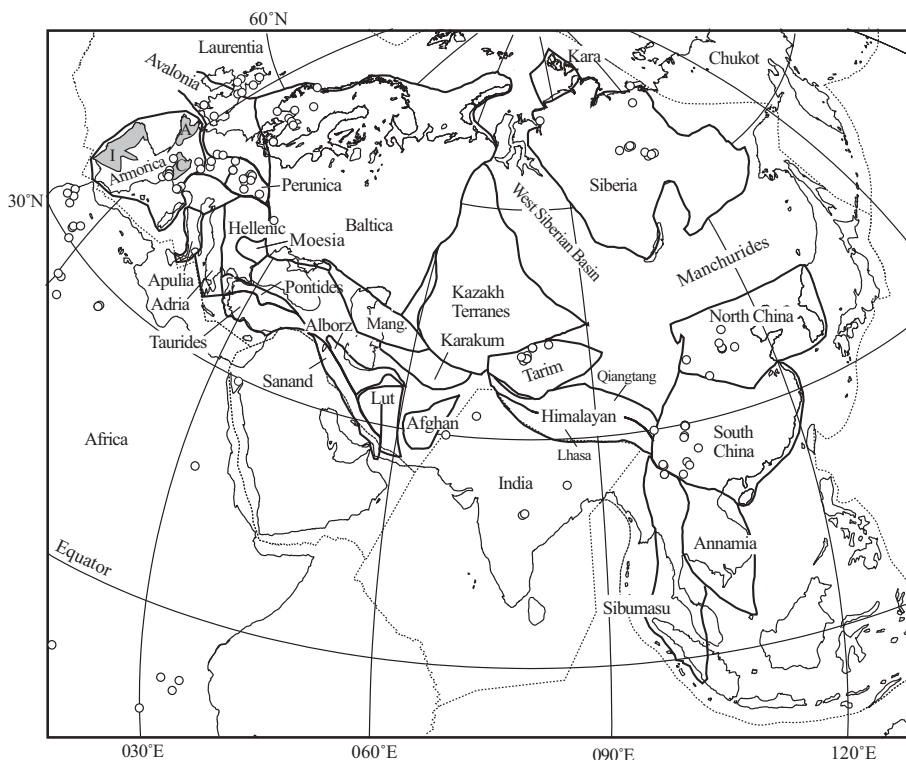 60˚N
Laurentia
Avalonia
Kara
Chukot
A
I
Armorica
Perunica
Siberia
30˚N
West Siberian Basin
Hellenic
Baltica
Moesia
Manchurides
Apulia
Adria
Pontides
Kazakh
Terranes
North China
Taurides
Alborz
Mang.
Karakum
Sanand
Tarim
Qiangtang
Lut
Afghan
Himalayan
Lhasa
South
China
Africa
India
Annamia
Equator
Sibumasu
030˚E
060˚E
090˚E
120˚E